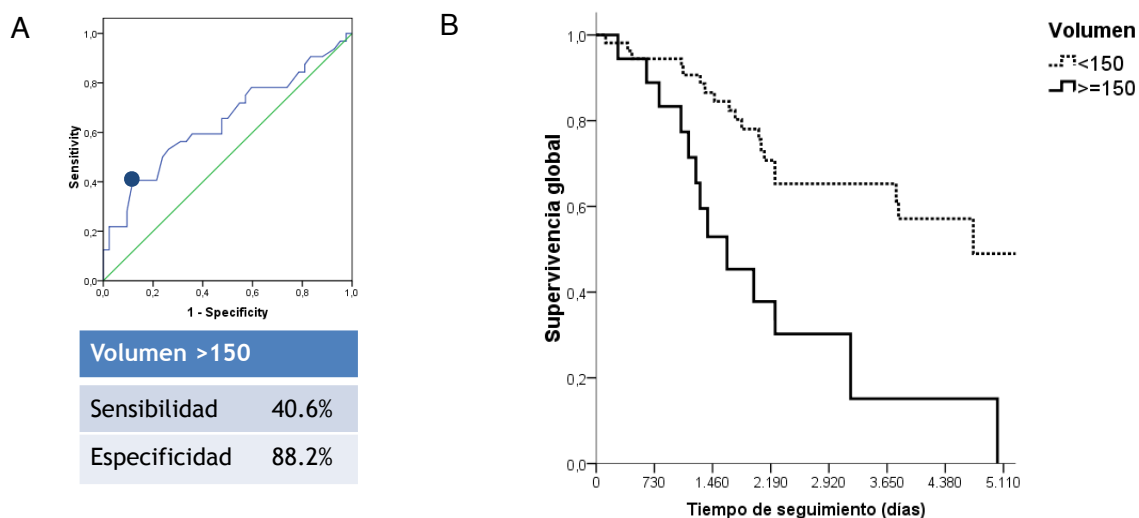 A
1,0
0,8
0,6
0,4
0,2
0,0
Sensitivity
0,0 0,2 0,4 0,6 0,8 1,0
1 - Specificity
Volumen >150
Sensibilidad 40.6%
Especificidad 88.2%
B
1,0
0,8
0,6
0,4
0,2
0,0
Supervivencia global
0 730 1.460 2.190 2.920 3.650 4.380 5.110
Tiempo de seguimiento (días)
Volumen
<150
>=150